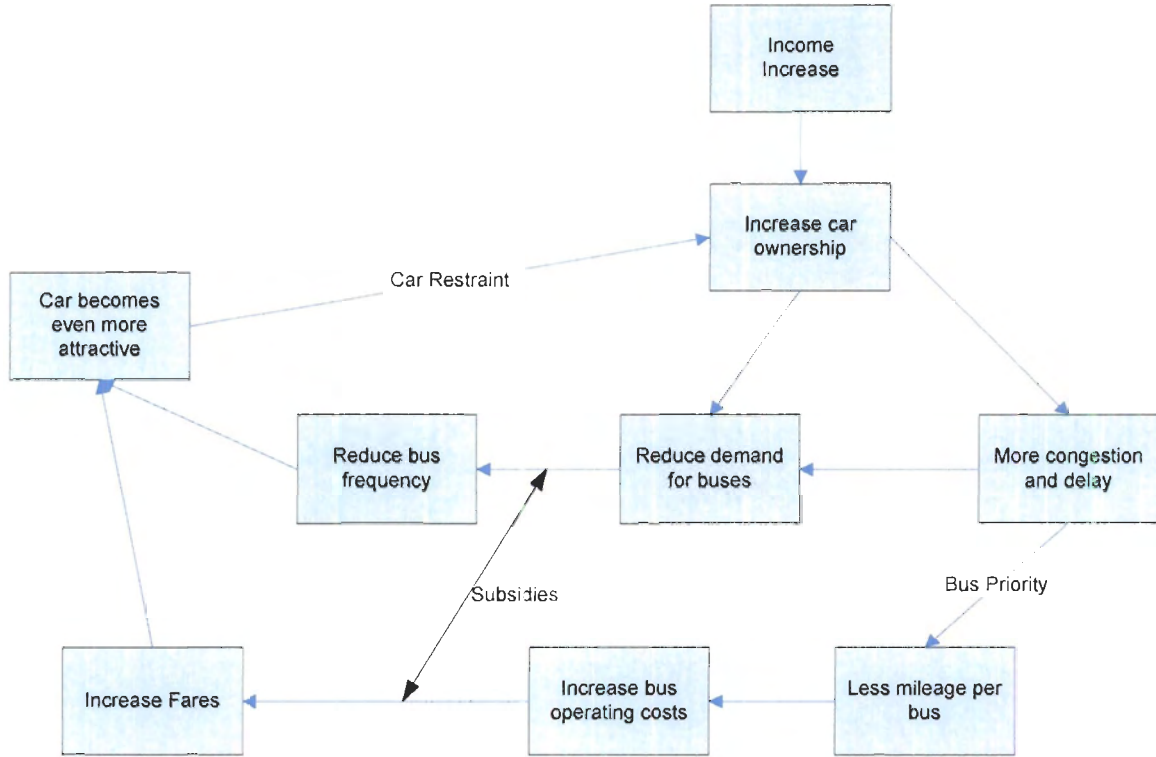 Income
Increase
Increase car
ownership
Car Restraint
Car becomes
even more
attractive
Reduce bus
frequency
Reduce demand
for buses
More congestion
and delay
Subsidies
Bus Priority
Increase Fares
Increase bus
operating costs
Less mileage per
bus